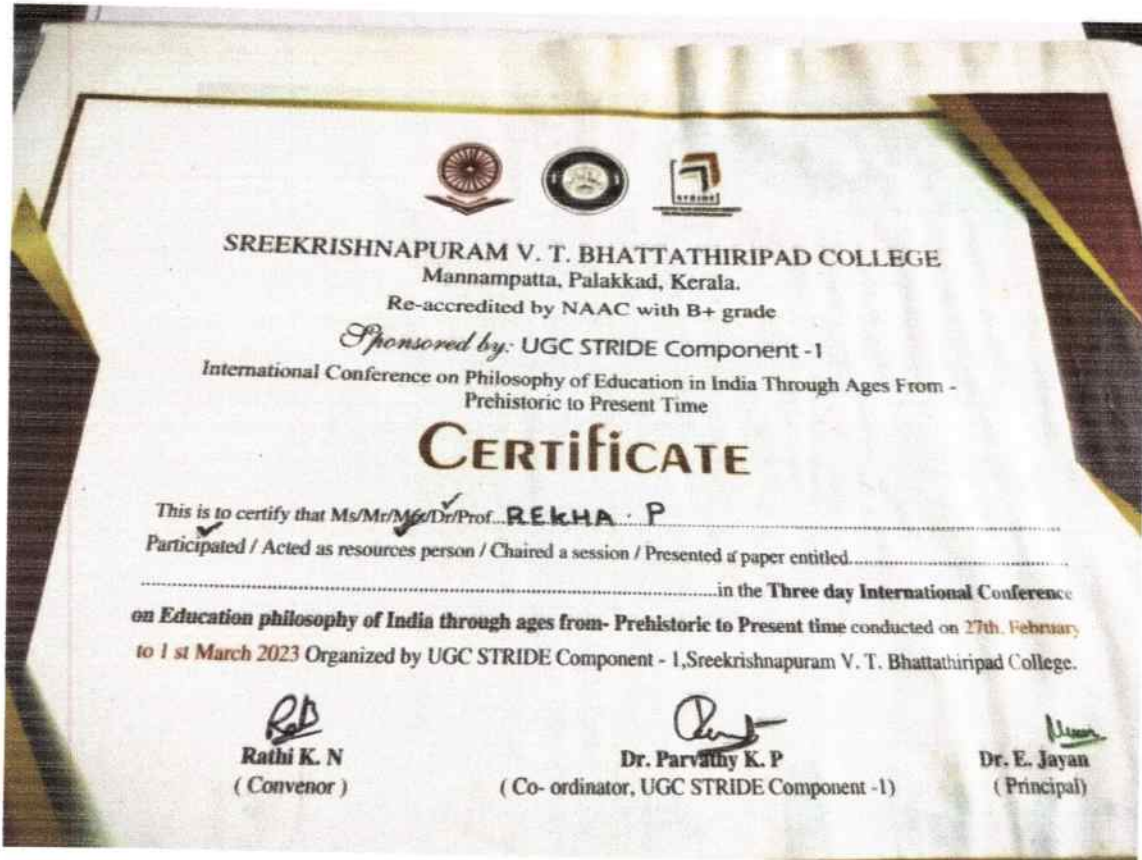 STRIDE
SREEKRISHNAPURAM V. T. BHATTATHIRIPAD COLLEGE
Mannampatta, Palakkad, Kerala.
Re-accredited by NAAC with B+ grade
Sponsored by: UGC STRIDE Component -1
International Conference on Philosophy of Education in India Through Ages From -
Prehistoric to Present Time
CERTiFiCATE
This is to certify that Ms/Mr/Mrs/Dr/Prof...REKHA. P
Participated / Acted as resources person / Chaired a session / Presented a paper entitled
in the Three day International Conference
on Education philosophy of India through ages from- Prehistoric to Present time conducted on 27th. February
to 1 st March 2023 Organized by UGC STRIDE Component - 1,Sreekrishnapuram V. T. Bhattathiripad College.
Rathi K. N
( Convenor )
Dr. Parvathy K. P
( Co- ordinator, UGC STRIDE Component -1)
Dr. E. Jayan
( Principal)